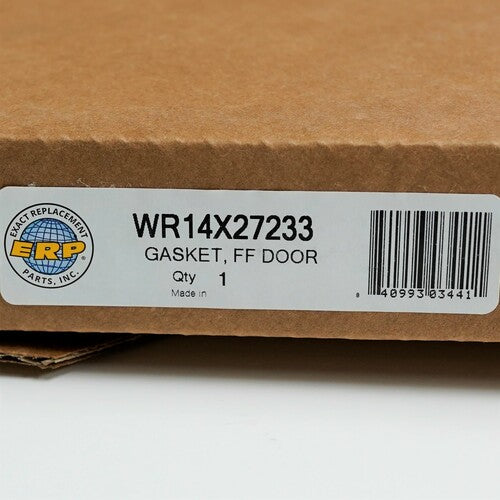 EXACT REPLACEMENT
ERP®
PARTS, INC.
WR14X27233
GASKET, FF DOOR
Qty 1
Made in
8 40993 03441